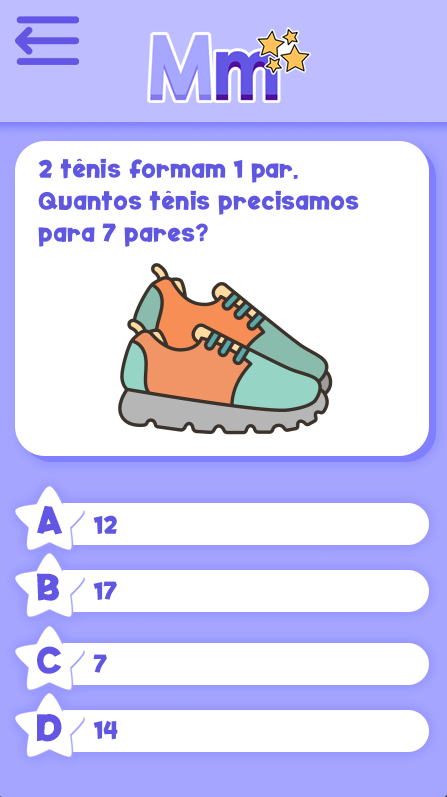 Mm
2 tênis formam 1 par.
Quantos tênis precisamos
para 7 pares?
A 12
B 17
C 7
D 14